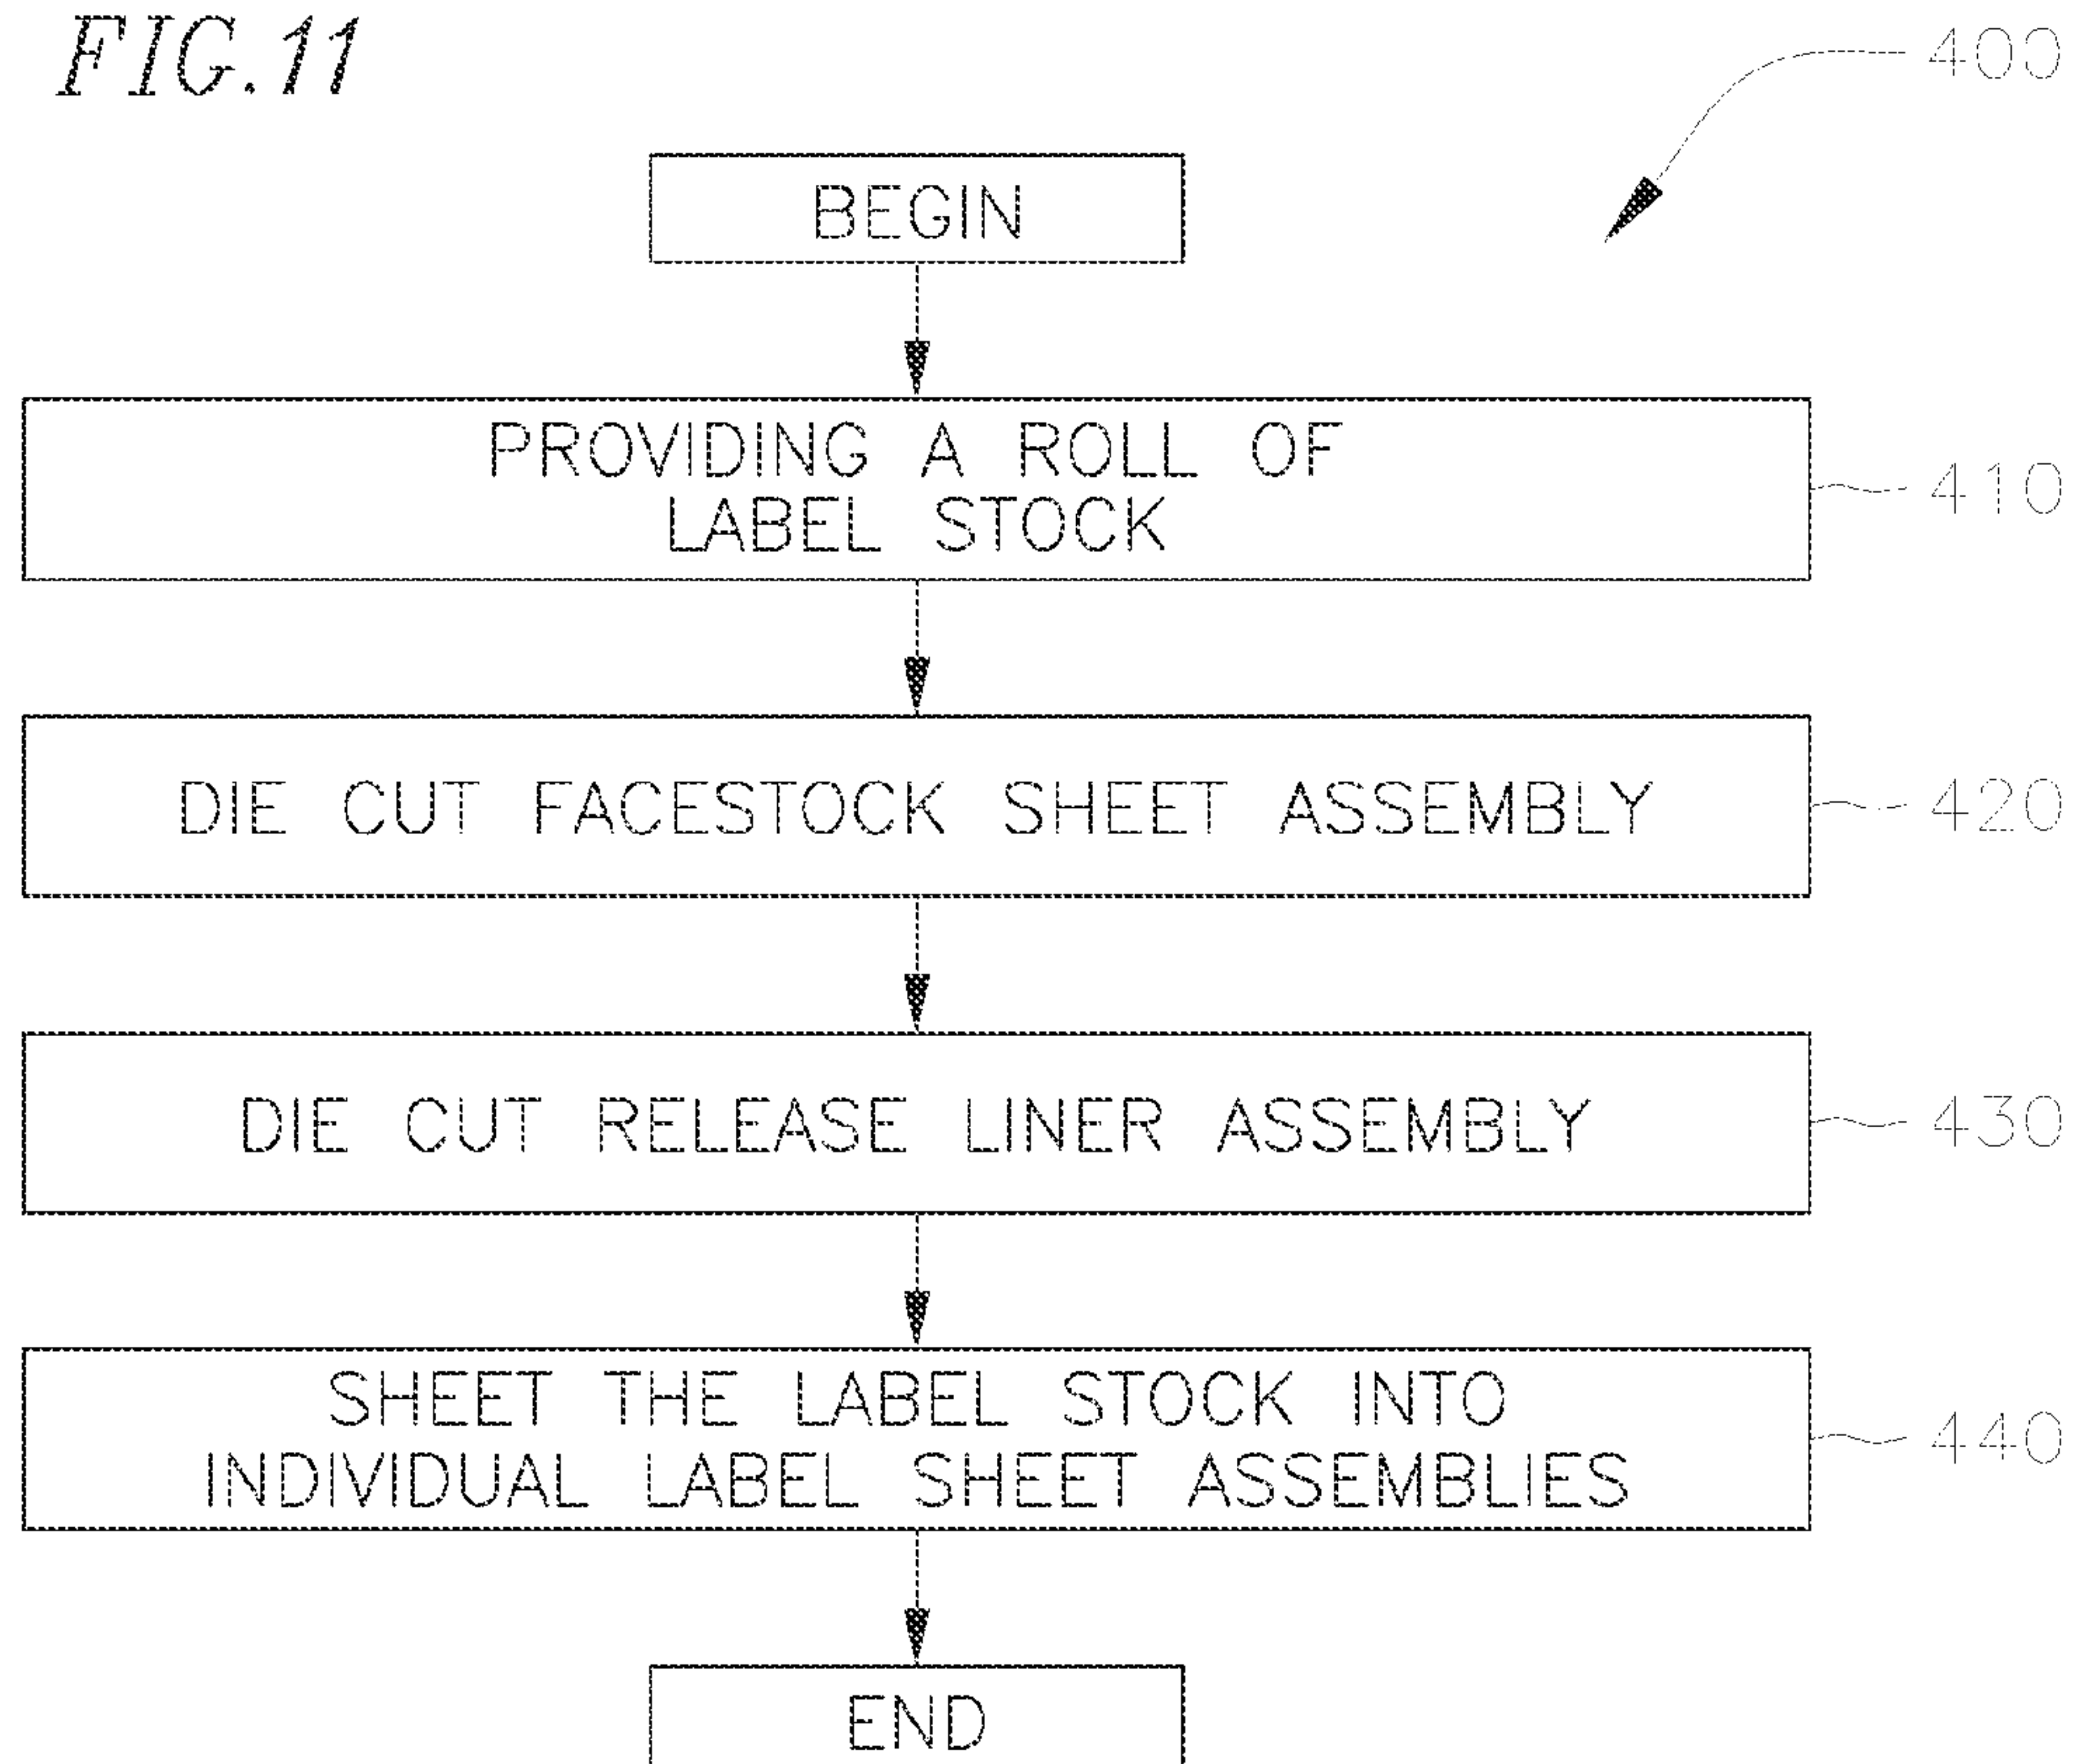 FIG.11
400
BEGIN
PROVIDING A ROLL OF
LABEL STOCK
410
DIE CUT FACESTOCK SHEET ASSEMBLY
420
DIE CUT RELEASE LINER ASSEMBLY
430
SHEET THE LABEL STOCK INTO
INDIVIDUAL LABEL SHEET ASSEMBLIES
440
END